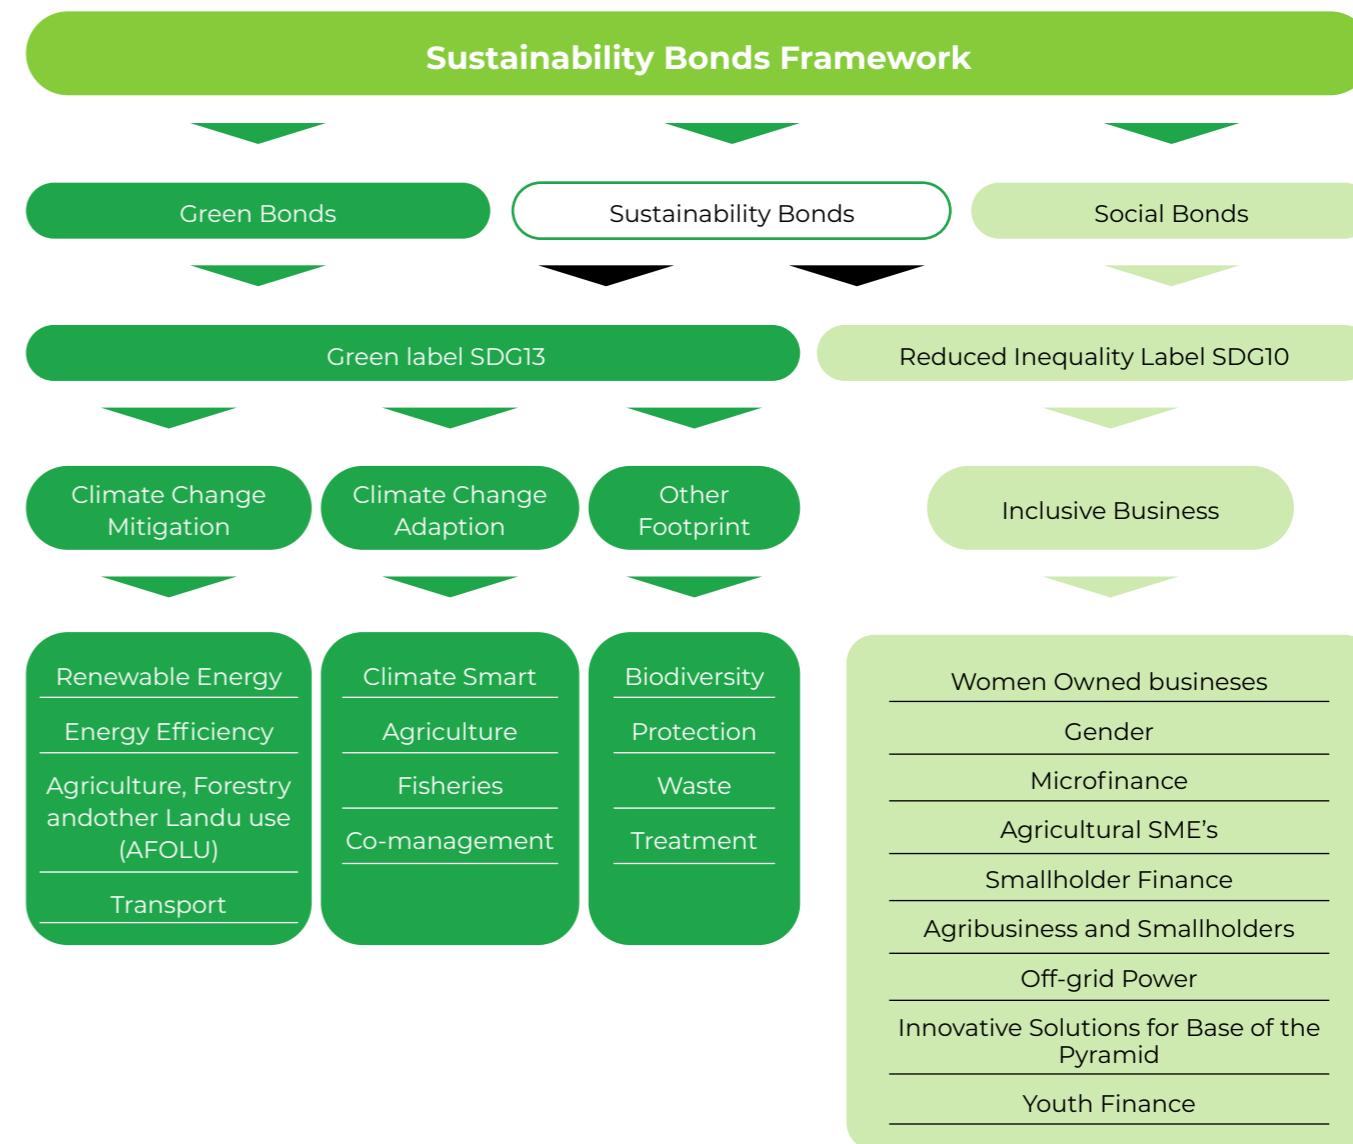 Sustainability Bonds Framework
Green Bonds
Sustainability Bonds
Social Bonds
Green label SDG13
Reduced Inequality Label SDG10
Climate Change
Mitigation
Climate Change
Adaption
Other
Footprint
Inclusive Business
Renewable Energy
Energy Efficiency
Agriculture, Forestry
andother Landu use
(AFOLU)
Transport
Climate Smart
Agriculture
Fisheries
Co-management
Biodiversity
Protection
Waste
Treatment
Women Owned busineses
Gender
Microfinance
Agricultural SME’s
Smallholder Finance
Agribusiness and Smallholders
Off-grid Power
Innovative Solutions for Base of the
Pyramid
Youth Finance